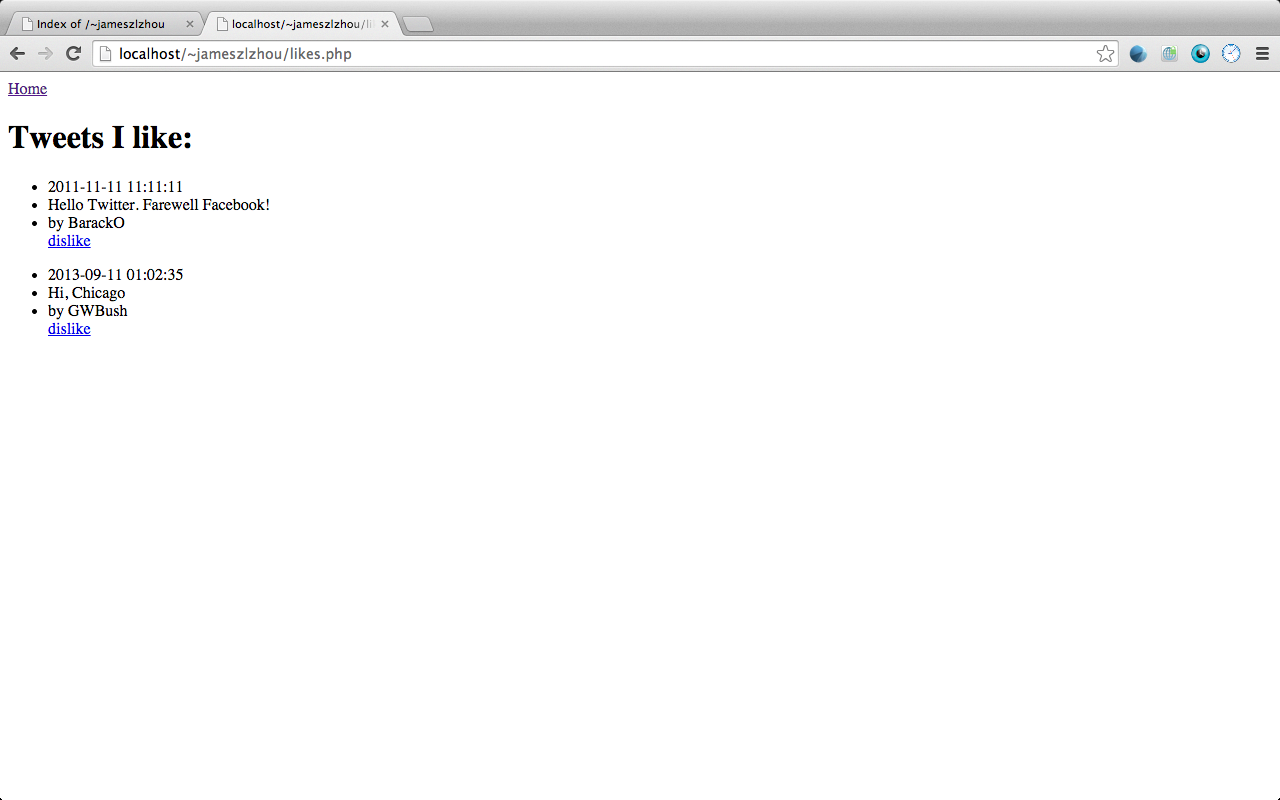 Index of /~jameszlzhou
localhost/~jameszlzhou/li
localhost/~jameszlzhou/likes.php
Home
Tweets I like:
2011-11-11 11:11:11
Hello Twitter. Farewell Facebook!
by BarackO
dislike
2013-09-11 01:02:35
Hi, Chicago
by GWBush
dislike